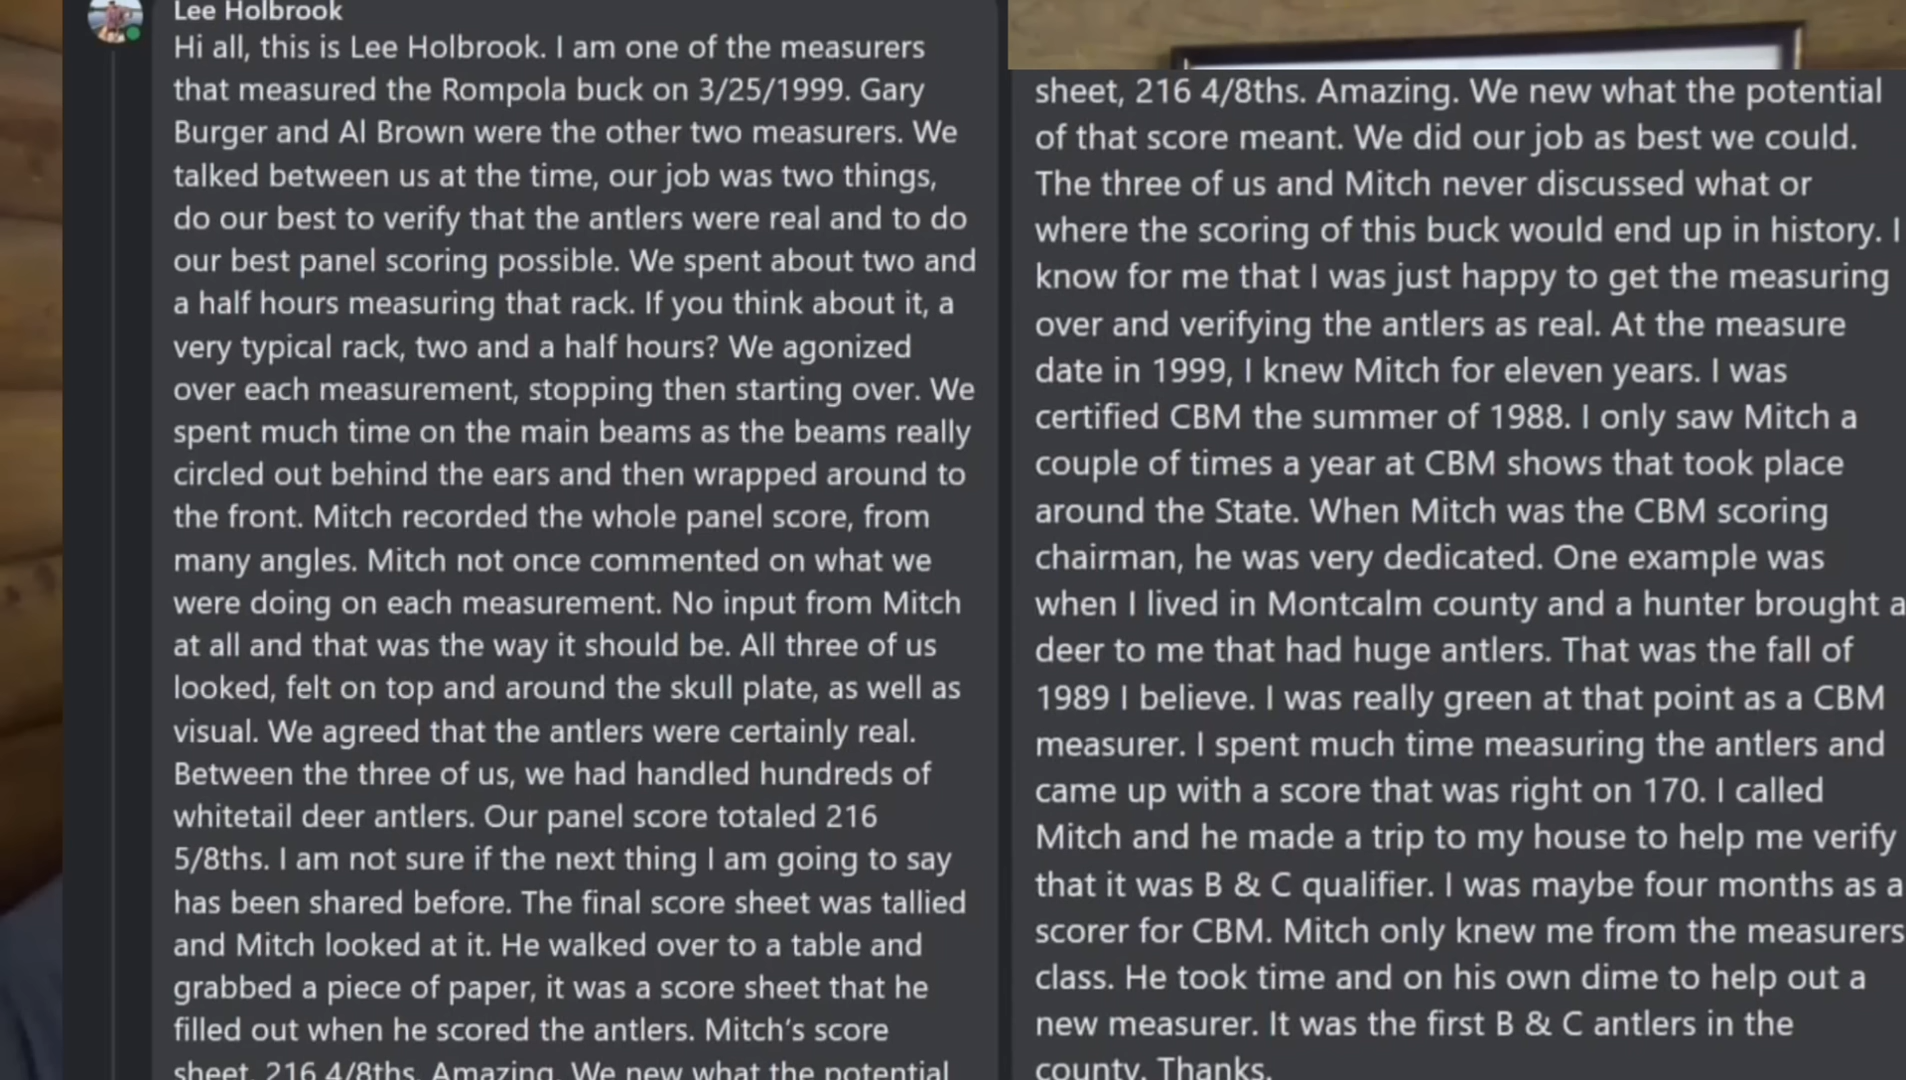 Lee Holbrook
Hi all, this is Lee Holbrook. I am one of the measurers
that measured the Rompola buck on 3/25/1999. Gary
Burger and Al Brown were the other two measurers. We
talked between us at the time, our job was two things,
do our best to verify that the antlers were real and to do
our best panel scoring possible. We spent about two and
a half hours measuring that rack. If you think about it, a
very typical rack, two and a half hours? We agonized
over each measurement, stopping then starting over. We
spent much time on the main beams as the beams really
circled out behind the ears and then wrapped around to
the front. Mitch recorded the whole panel score, from
many angles. Mitch not once commented on what we
were doing on each measurement. No input from Mitch
at all and that was the way it should be. All three of us
looked, felt on top and around the skull plate, as well as
visual. We agreed that the antlers were certainly real.
Between the three of us, we had handled hundreds of
whitetail deer antlers. Our panel score totaled 216
5/8ths. I am not sure if the next thing I am going to say
has been shared before. The final score sheet was tallied
and Mitch looked at it. He walked over to a table and
grabbed a piece of paper, it was a score sheet that he
filled out when he scored the antlers. Mitch's score
sheet, 216 4/8ths. Amazing. We new what the potential
sheet, 216 4/8ths. Amazing. We new what the potential
of that score meant. We did our job as best we could.
The three of us and Mitch never discussed what or
where the scoring of this buck would end up in history. I
know for me that I was just happy to get the measuring
over and verifying the antlers as real. At the measure
date in 1999, I knew Mitch for eleven years. I was
certified CBM the summer of 1988. I only saw Mitch a
couple of times a year at CBM shows that took place
around the State. When Mitch was the CBM scoring
chairman, he was very dedicated. One example was
when I lived in Montcalm county and a hunter brought a
deer to me that had huge antlers. That was the fall of
1989 I believe. I was really green at that point as a CBM
measurer. I spent much time measuring the antlers and
came up with a score that was right on 170. I called
Mitch and he made a trip to my house to help me verify
that it was B & C qualifier. I was maybe four months as a
scorer for CBM. Mitch only knew me from the measurers
class. He took time and on his own dime to help out a
new measurer. It was the first B & C antlers in the
county. Thanks.